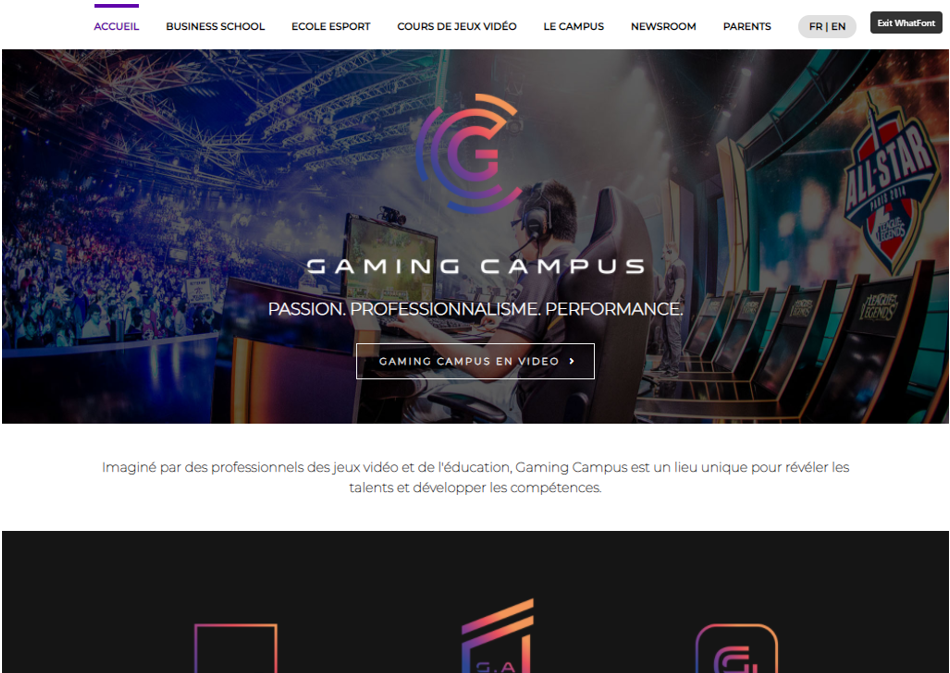 ACCUEIL BUSINESS SCHOOL ECOLE ESPORT COURS DE JEUX VIDÉO LE CAMPUS NEWSROOM PARENTS FR | EN Exit WhatFont
ALL-STAR
PARIS 2014
LEAGUE
LEGENDS
LEAGUE
LEGENDS
G
GAMING CAMPUS
PASSION. PROFESSIONNALISME. PERFORMANCE.
GAMING CAMPUS EN VIDEO
Imaginé par des professionnels des jeux vidéo et de l'éducation, Gaming Campus est un lieu unique pour révéler les
talents et développer les compétences.
G.A
G